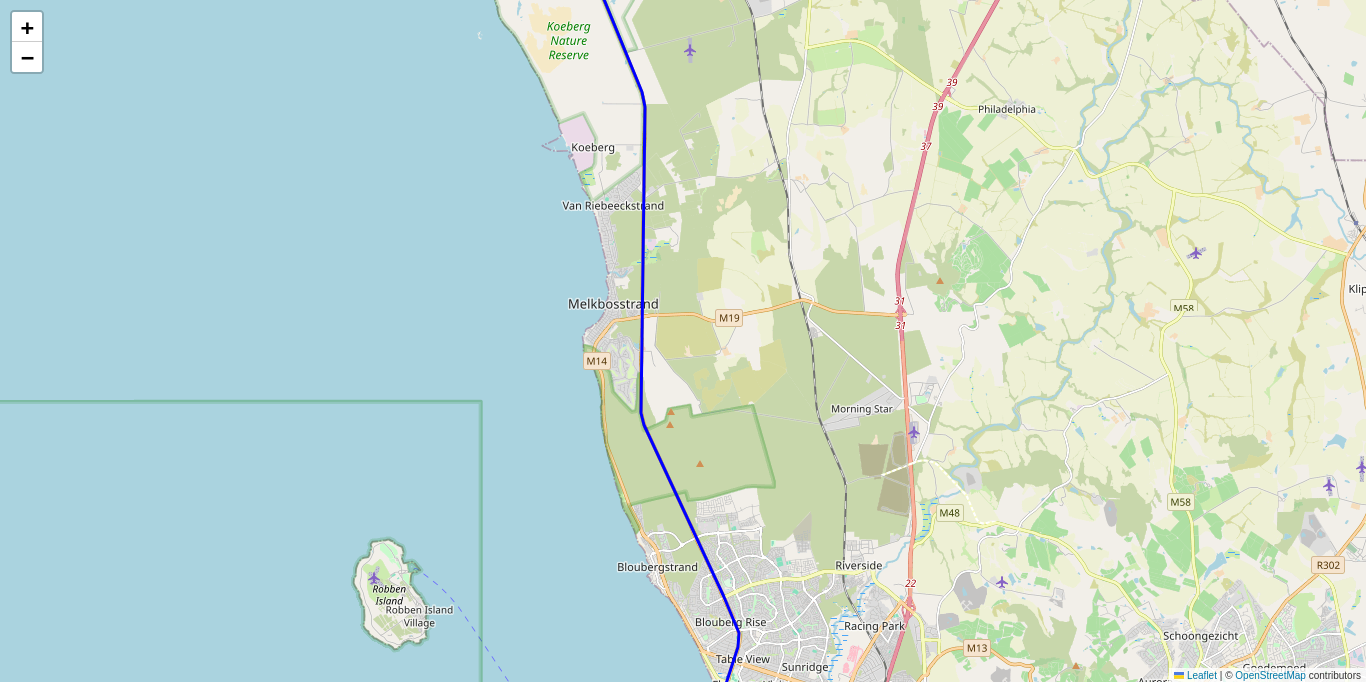 +
−
Koeberg
Nature
Reserve
39
39
Philadelphia
37
Koeberg
Van Riebeeckstrand
Melkbosstrand
31
31
M19
M58
Klip
M14
Morning Star
M58
M48
Bloubergstrand
Riverside
R302
22
Robben
Island
Robben Island
Village
Blouberg Rise
Racing Park
Schoongezicht
M13
Table View
Sunridge
Goedemoed
Leaflet | © OpenStreetMap contributors